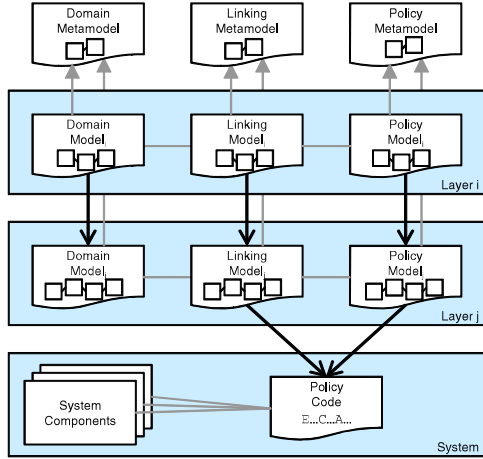 Domain
Metamodel
Linking
Metamodel
Policy
Metamodel
Domain
Model i
Linking
Model i
Policy
Model i
Layer i
Domain
Model j
Linking
Model j
Policy
Model j
Layer j
System
Components
Policy
Code
E...C...A...
System